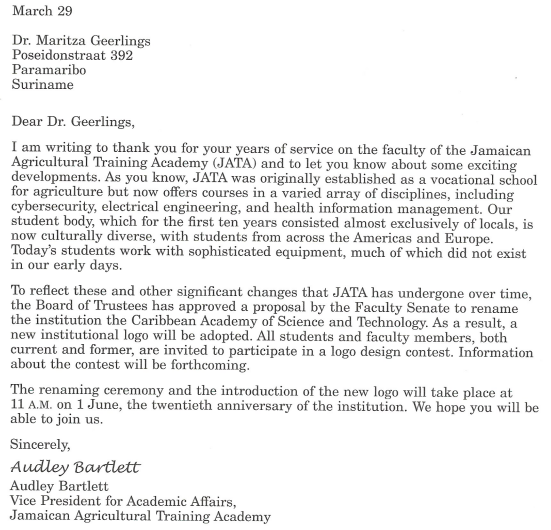 March 29
Dr. Maritza Geerlings
Poseidonstraat 392
Paramaribo
Suriname
Dear Dr. Geerlings,
I am writing to thank you for your years of service on the faculty of the Jamaican
Agricultural Training Academy (JATA) and to let you know about some exciting
developments. As you know, JATA was originally established as a vocational school
for agriculture but now offers courses in a varied array of disciplines, including
cybersecurity, electrical engineering, and health information management. Our
student body, which for the first ten years consisted almost exclusively of locals, is
now culturally diverse, with students from across the Americas and Europe.
Today's students work with sophisticated equipment, much of which did not exist
in our early days.
To reflect these and other significant changes that JATA has undergone over time,
the Board of Trustees has approved a proposal by the Faculty Senate to rename
the institution the Caribbean Academy of Science and Technology. As a result, a
new institutional logo will be adopted. All students and faculty members, both
current and former, are invited to participate in a logo design contest. Information
about the contest will be forthcoming.
The renaming ceremony and the introduction of the new logo will take place at
11 A.M. on 1 June, the twentieth anniversary of the institution. We hope you will be
able to join us.
Sincerely,
Audley Bartlett
Audley Bartlett
Vice President for Academic Affairs,
Jamaican Agricultural Training Academy